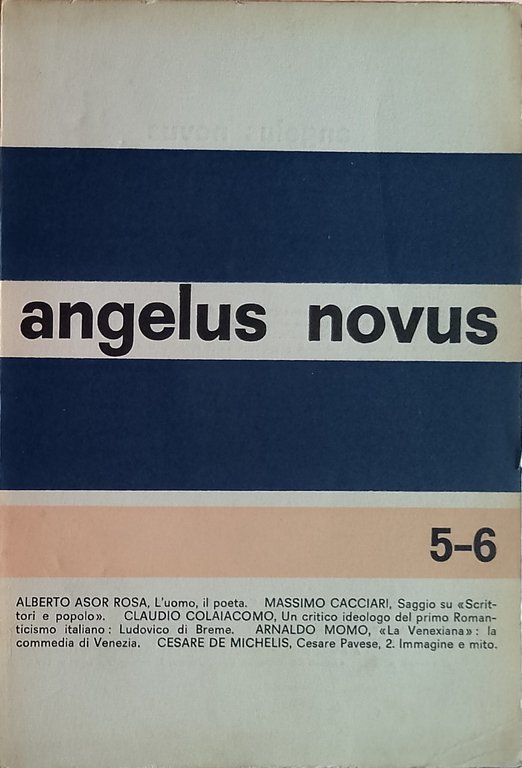 angelus novus
5-6
ALBERTO ASOR ROSA, L'uomo, il poeta. MASSIMO CACCIARI, Saggio su «Scrit-
tori e popolo». CLAUDIO COLAIACOMO, Un critico ideologo del primo Roman-
ticismo italiano: Ludovico di Breme. ARNALDO MOMO, «La Venexiana»: la
commedia di Venezia. CESARE DE MICHELIS, Cesare Pavese, 2. Immagine e mito.